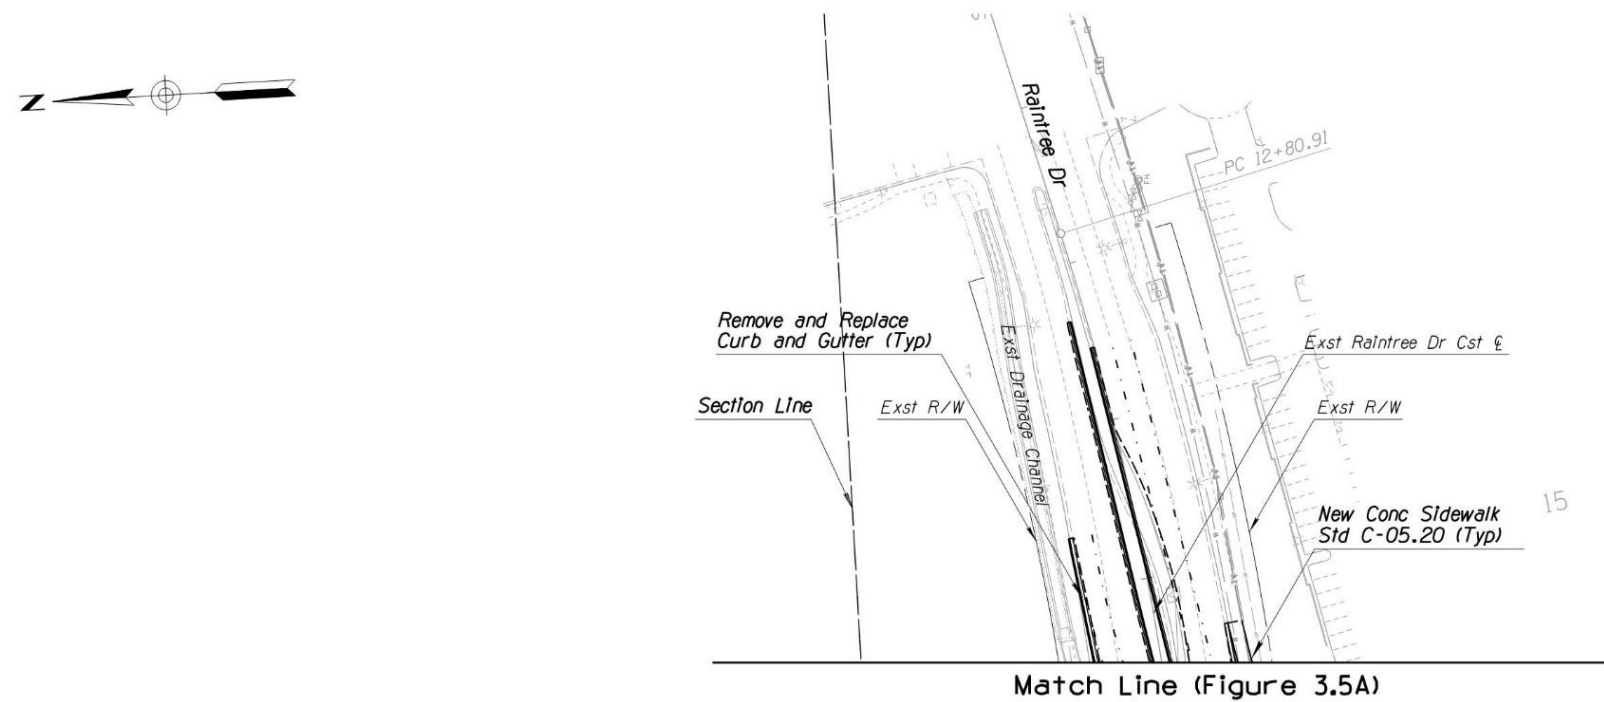 N
Raintree Dr
PC 12+80.91
Remove and Replace
Curb and Gutter (Typ)
Exst Raintree Dr Cst ℄
Section Line
Exst R/W
Exst Drainage Channel
Exst R/W
15
New Conc Sidewalk
Std C-05.20 (Typ)
Match Line (Figure 3.5A)